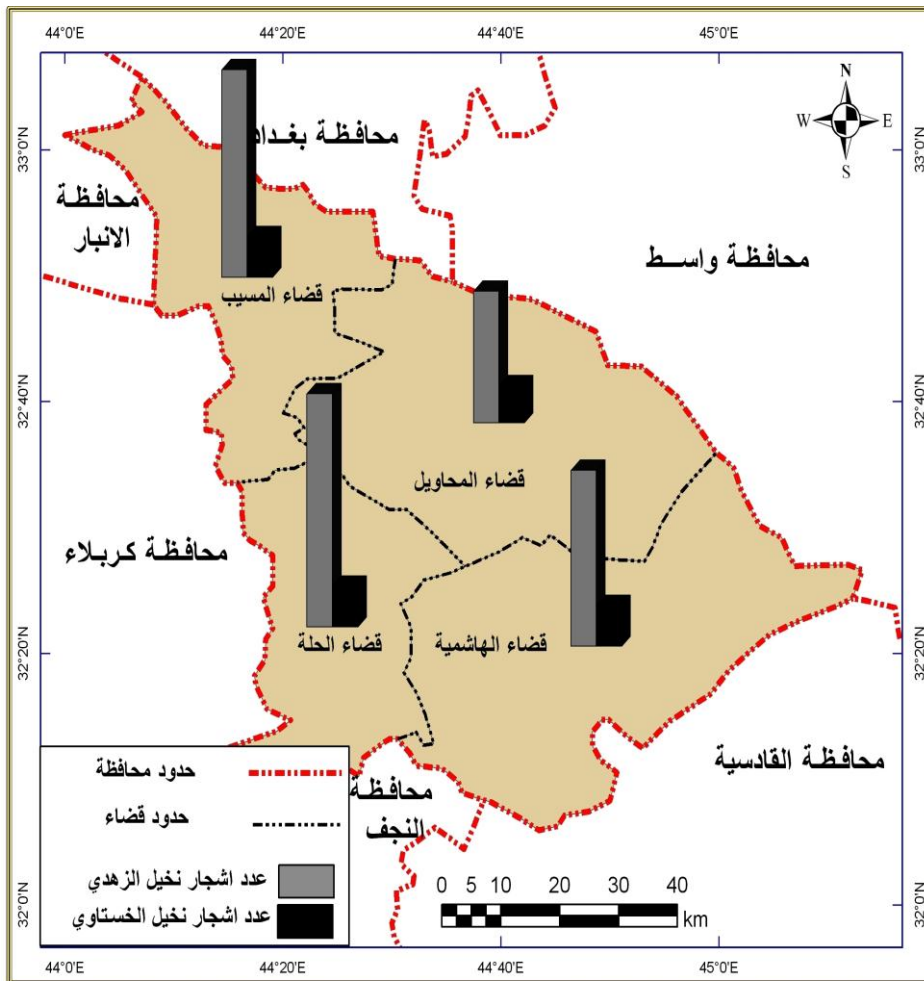 44°0'E 44°20'E 44°40'E 45°0'E
N
W E
S
33°0'N 33°0'N
محافظة بغداد
محافظة
الانبار
محافظة واسط
قضاء المسيب
32°40'N 32°40'N
قضاء المحاويل
محافظة كربلاء
قضاء الحلة
قضاء الهاشمية
32°20'N 32°20'N
محافظة القادسية
محافظة
النجف
حدود محافظة
حدود قضاء
عدد اشجار نخيل الزهدي
عدد اشجار نخيل الخستاوي
0 5 10 20 30 40
km
32°0'N 32°0'N
44°0'E 44°20'E 44°40'E 45°0'E